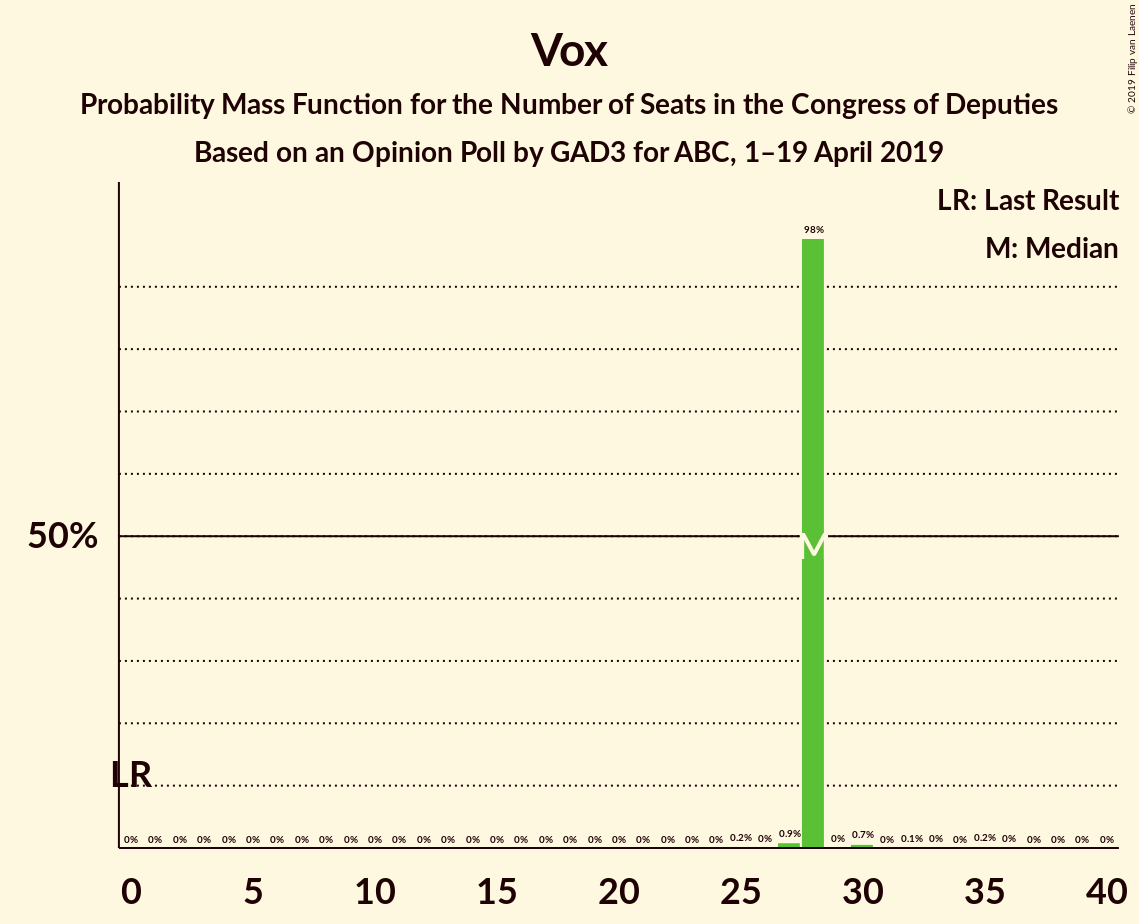 Vox
Probability Mass Function for the Number of Seats in the Congress of Deputies
Based on an Opinion Poll by GAD3 for ABC, 1–19 April 2019
© 2019 Filip van Laenen
LR: Last Result
M: Median
98%
50%
M
LR
0% 0% 0% 0% 0% 0% 0% 0% 0% 0% 0% 0% 0% 0% 0% 0% 0% 0% 0% 0% 0% 0% 0% 0% 0% 0.2% 0% 0.9% 0% 0.7% 0% 0.1% 0% 0% 0.2% 0% 0% 0% 0% 0%
0 5 10 15 20 25 30 35 40